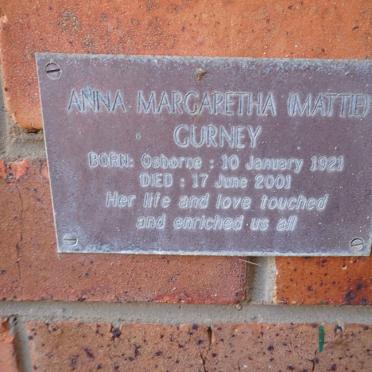 ANNA MARGARETHA (MATTIE)
GURNEY
BORN: Osborne : 10 January 1921
DIED : 17 June 2001
Her life and love touched
and enriched us all